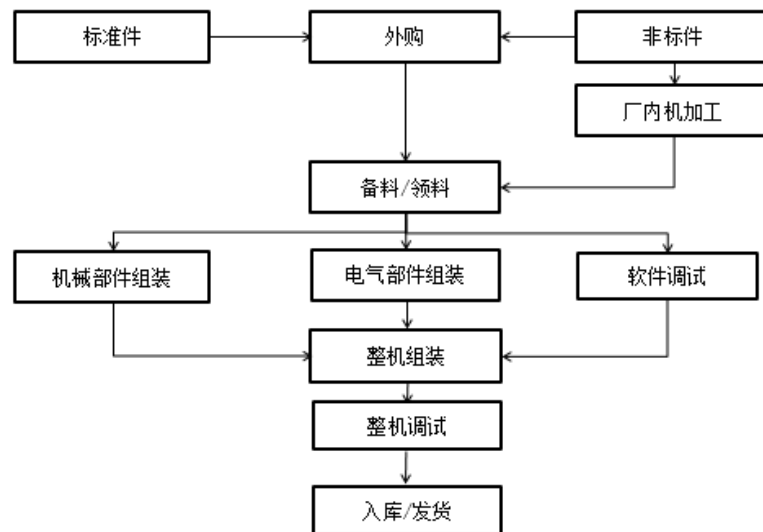 标准件
外购
非标件
厂内机加工
备料/领料
机械部件组装
电气部件组装
软件调试
整机组装
整机调试
入库/发货